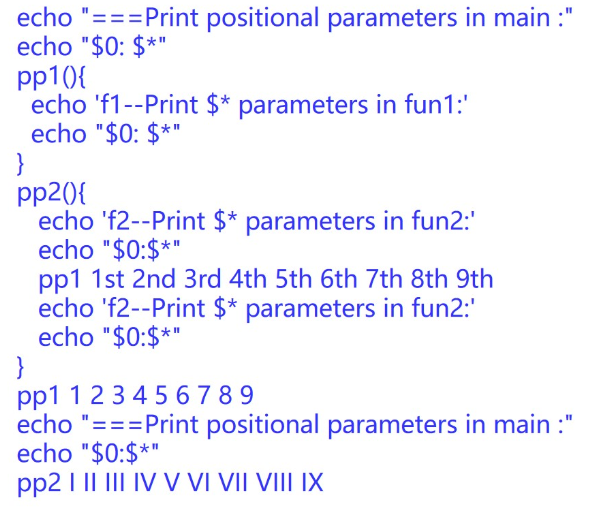 echo "===Print positional parameters in main :"
echo "$0: $*"
pp1(){
echo 'f1--Print $* parameters in fun1:'
echo "$0: $*"
}
pp2(){
echo 'f2--Print $* parameters in fun2:'
echo "$0:$*"
pp1 1st 2nd 3rd 4th 5th 6th 7th 8th 9th
echo 'f2--Print $* parameters in fun2:'
echo "$0:$*"
}
pp1 1 2 3 4 5 6 7 8 9
echo "===Print positional parameters in main :"
echo "$0:$*"
pp2 I II III IV V VI VII VIII IX